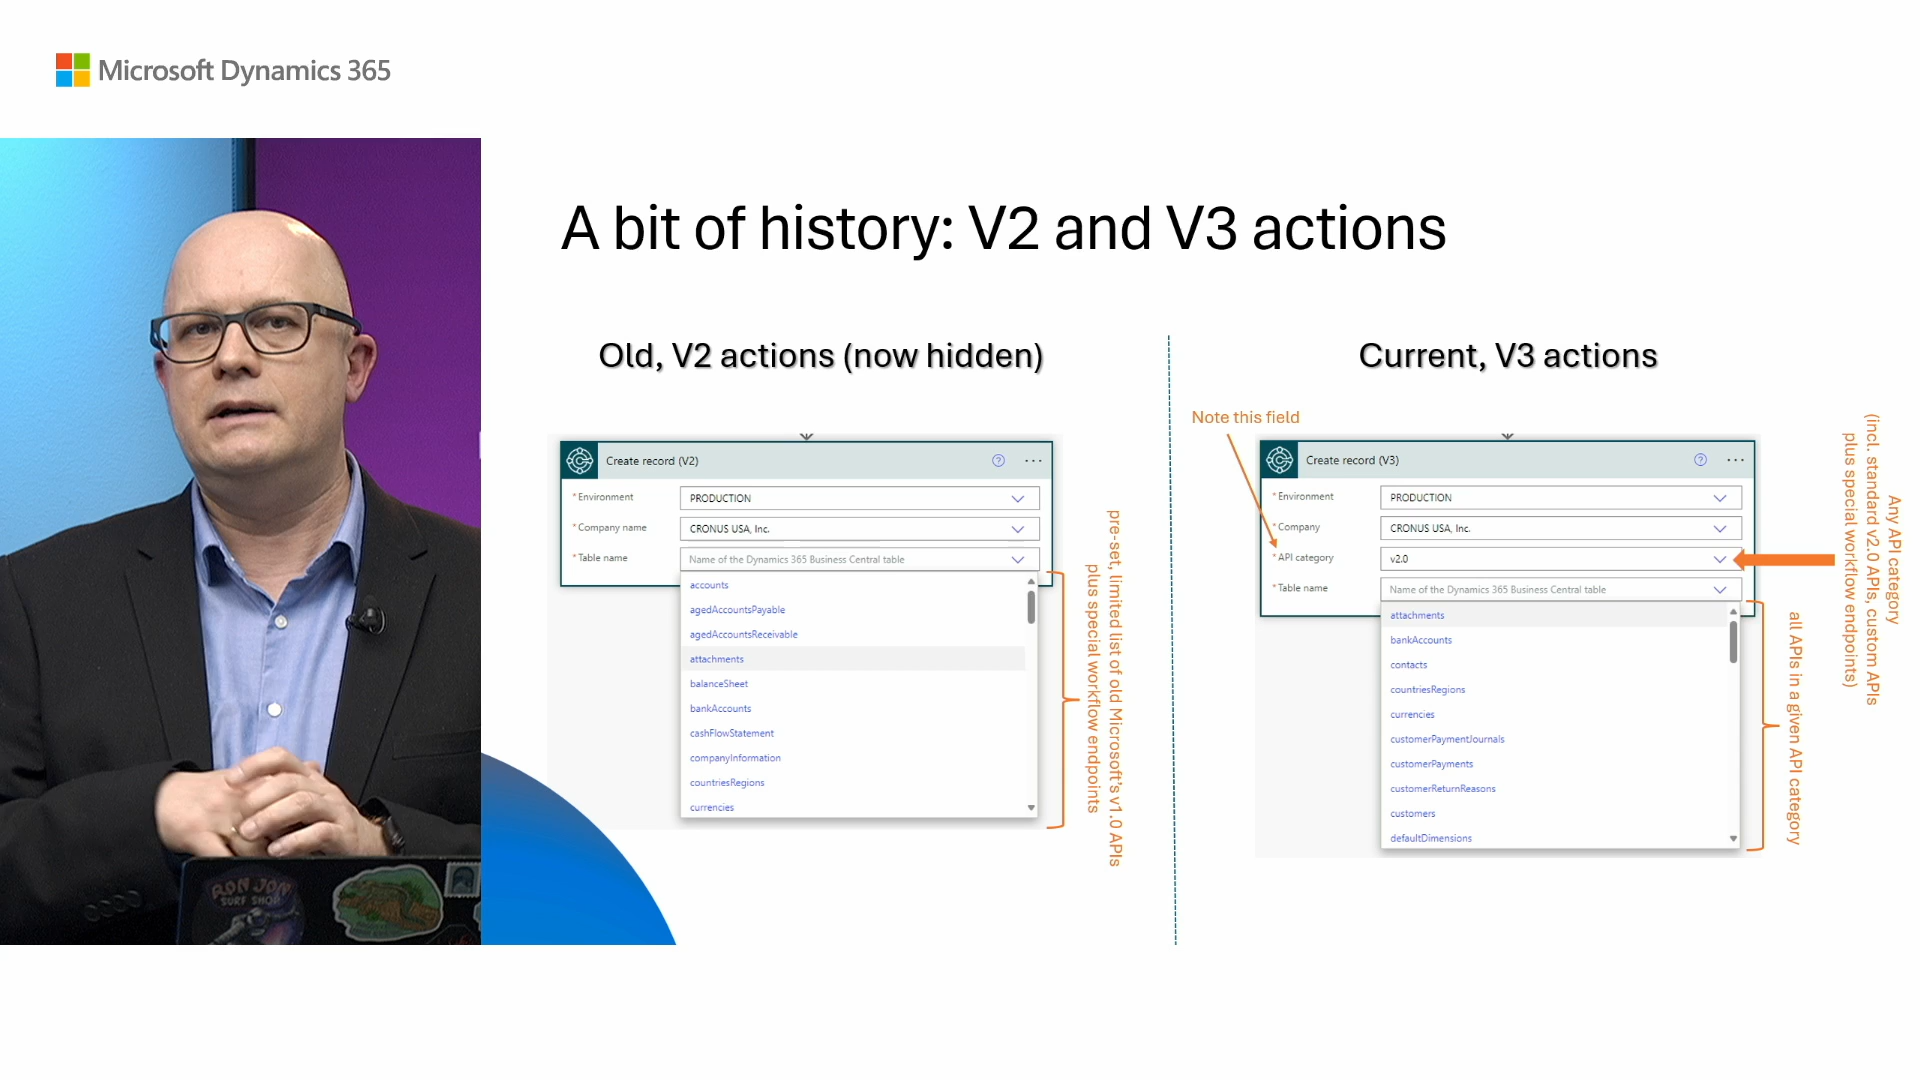 Microsoft Dynamics 365
A bit of history: V2 and V3 actions
Old, V2 actions (now hidden)
Create record (V2)
* Environment
PRODUCTION
* Company name
CRONUS USA, Inc.
* Table name
Name of the Dynamics 365 Business Central table
accounts
agedAccountsPayable
agedAccountsReceivable
attachments
balanceSheet
bankAccounts
cashFlowStatement
companyInformation
countriesRegions
currencies
pre-set, limited list of old Microsoft's v1.0 APIs
plus special workflow endpoints
Current, V3 actions
Note this field
Create record (V3)
* Environment
PRODUCTION
* Company
CRONUS USA, Inc.
* API category
v2.0
* Table name
Name of the Dynamics 365 Business Central table
attachments
bankAccounts
contacts
countriesRegions
currencies
customerPaymentJournals
customerPayments
customerReturnReasons
customers
defaultDimensions
all APIs in a given API category
Any API category
(incl. standard v2.0 APIs, custom APIs
plus special workflow endpoints)
RON JON
SURF SHOP